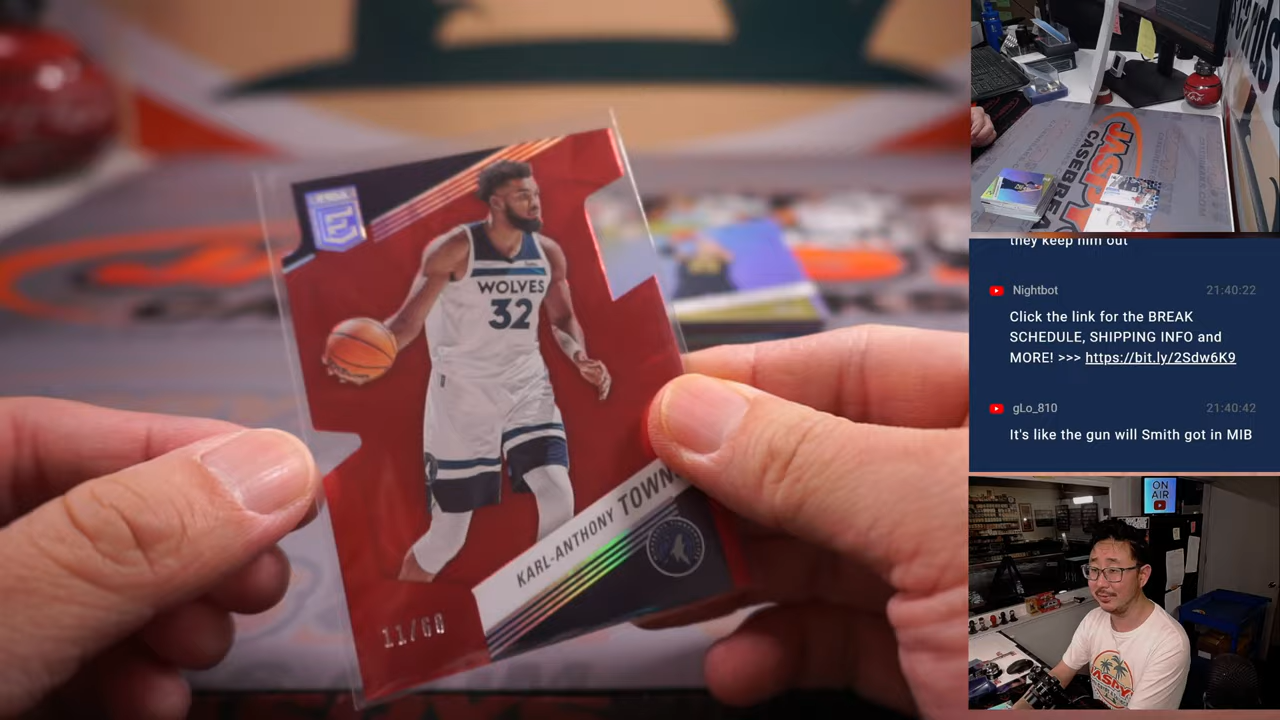 WOLVES
32
KARL-ANTHONY TOWN
11/60
JASPY
CASEBREA
they keep him out
Nightbot
21:40:22
Click the link for the BREAK
SCHEDULE, SHIPPING INFO and
MORE! >>> https://bit.ly/2Sdw6K9
gLo_810
21:40:42
It's like the gun will Smith got in MIB
ON
AIR